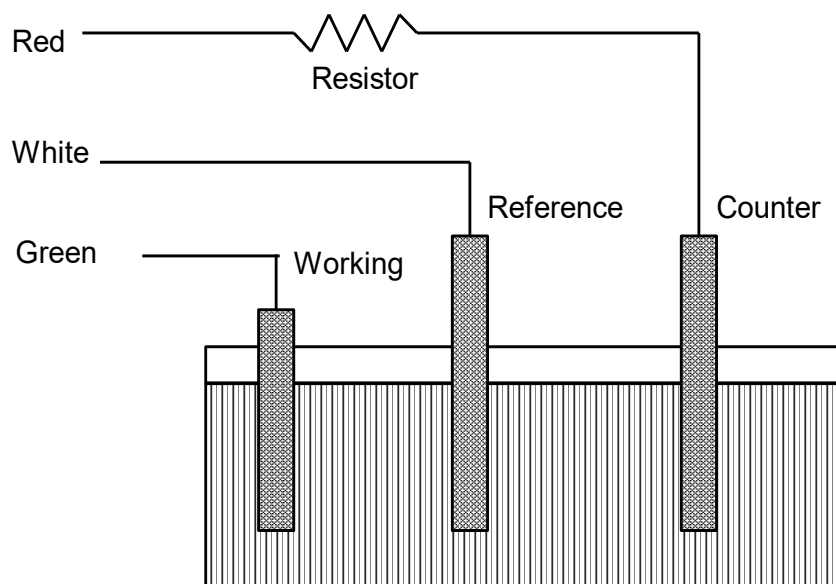 Red
Resistor
White
Reference
Counter
Green
Working